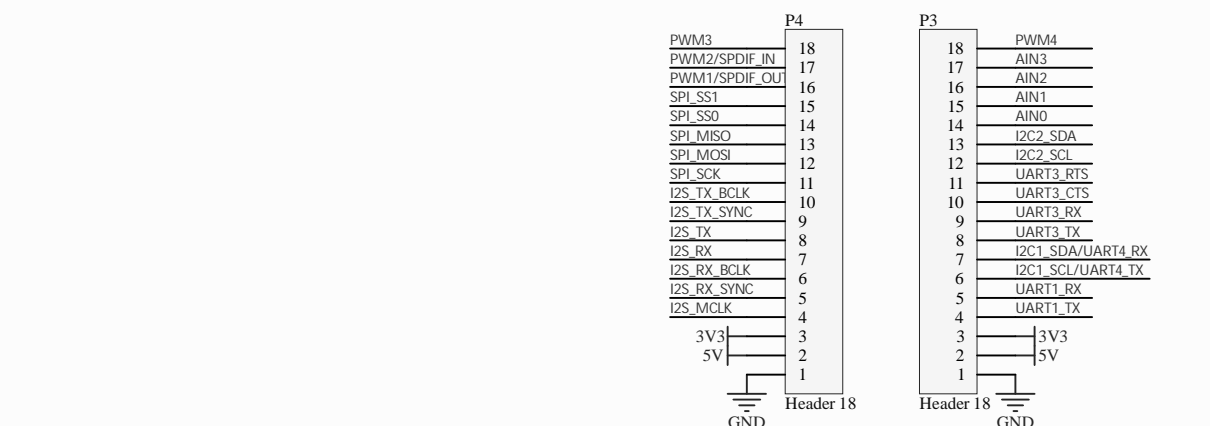 P4 P3
PWM3 18 18 PWM4
PWM2/SPDIF_IN 17 17 AIN3
PWM1/SPDIF_OUT 16 16 AIN2
SPI_SS1 15 15 AIN1
SPI_SS0 14 14 AIN0
SPI_MISO 13 13 I2C2_SDA
SPI_MOSI 12 12 I2C2_SCL
SPI_SCK 11 11 UART3_RTS
I2S_TX_BCLK 10 10 UART3_CTS
I2S_TX_SYNC 9 9 UART3_RX
I2S_TX 8 8 UART3_TX
I2S_RX 7 7 I2C1_SDA/UART4_RX
I2S_RX_BCLK 6 6 I2C1_SCL/UART4_TX
I2S_RX_SYNC 5 5 UART1_RX
I2S_MCLK 4 4 UART1_TX
3V3 3 3 3V3
5V 2 2 5V
1 1
Header 18 Header 18
GND GND